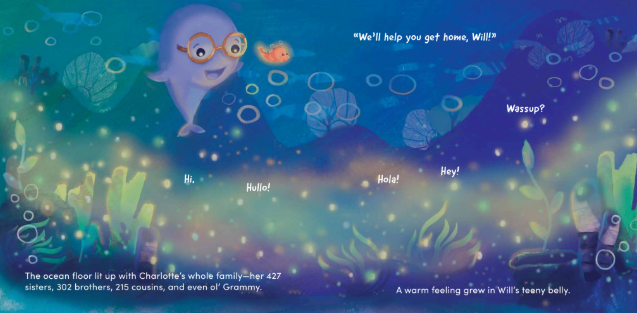 “We’ll help you get home, Will!”
Wassup?
Hi.
Hullo!
Hola!
Hey!
The ocean floor lit up with Charlotte’s whole family—her 427
sisters, 302 brothers, 215 cousins, and even ol’ Grammy.
A warm feeling grew in Will’s teeny belly.